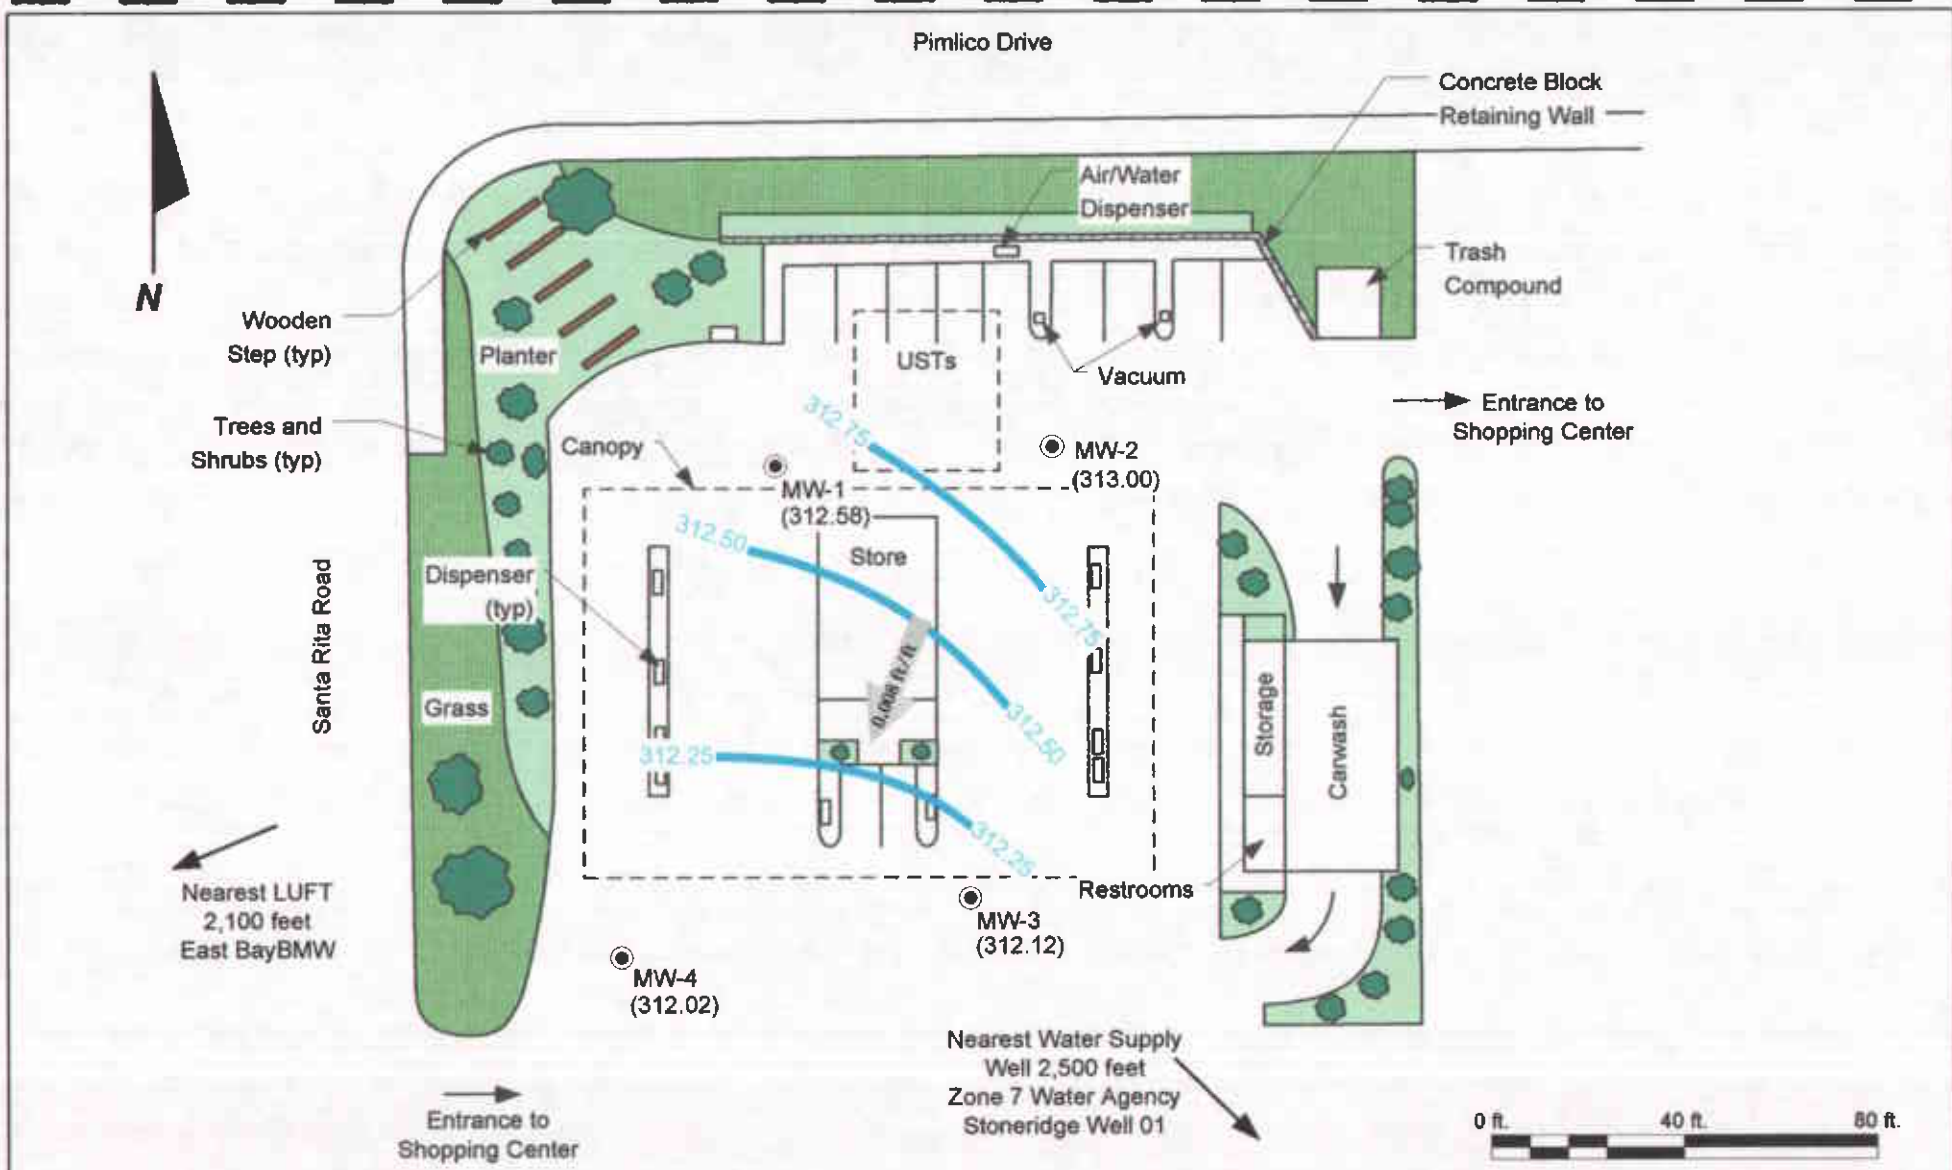 Pimlico Drive
Concrete Block
Retaining Wall
Air/Water
Dispenser
Trash
Compound
N
Wooden
Step (typ)
Planter
USTs
Vacuum
Trees and
Shrubs (typ)
Canopy
312.75
MW-2
(313.00)
Entrance to
Shopping Center
MW-1
(312.58)
312.50
Store
Dispenser
(typ)
312.75
Santa Rita Road
0.008 ft/ft
Grass
312.50
Storage
Carwash
312.25
312.25
Restrooms
Nearest LUFT
2,100 feet
East BayBMW
MW-3
(312.12)
MW-4
(312.02)
Nearest Water Supply
Well 2,500 feet
Zone 7 Water Agency
Stoneridge Well 01
Entrance to
Shopping Center
0 ft. 40 ft. 80 ft.